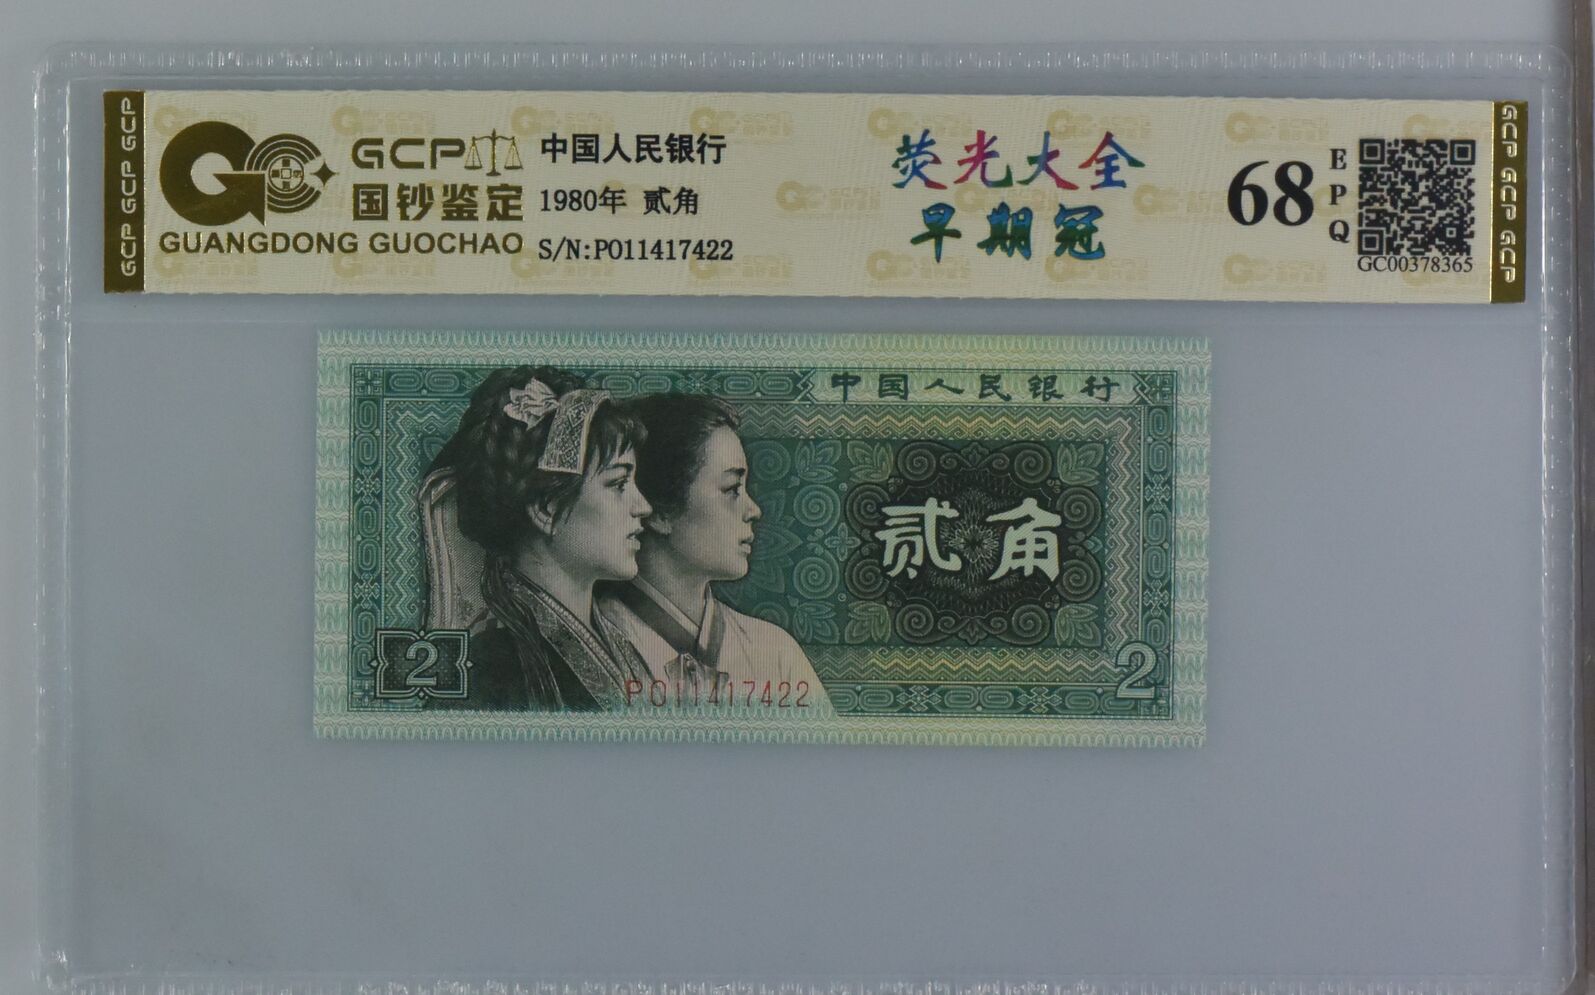 GCP GCP GCP
GCP
国钞鉴定
GUANGDONG GUOCHAO
中国人民银行
1980年 贰角
S/N:P011417422
荧光大全
早期冠
68
EPQ
GC00378365
GCP GCP GCP
中国人民银行
贰角
2
2
P011417422